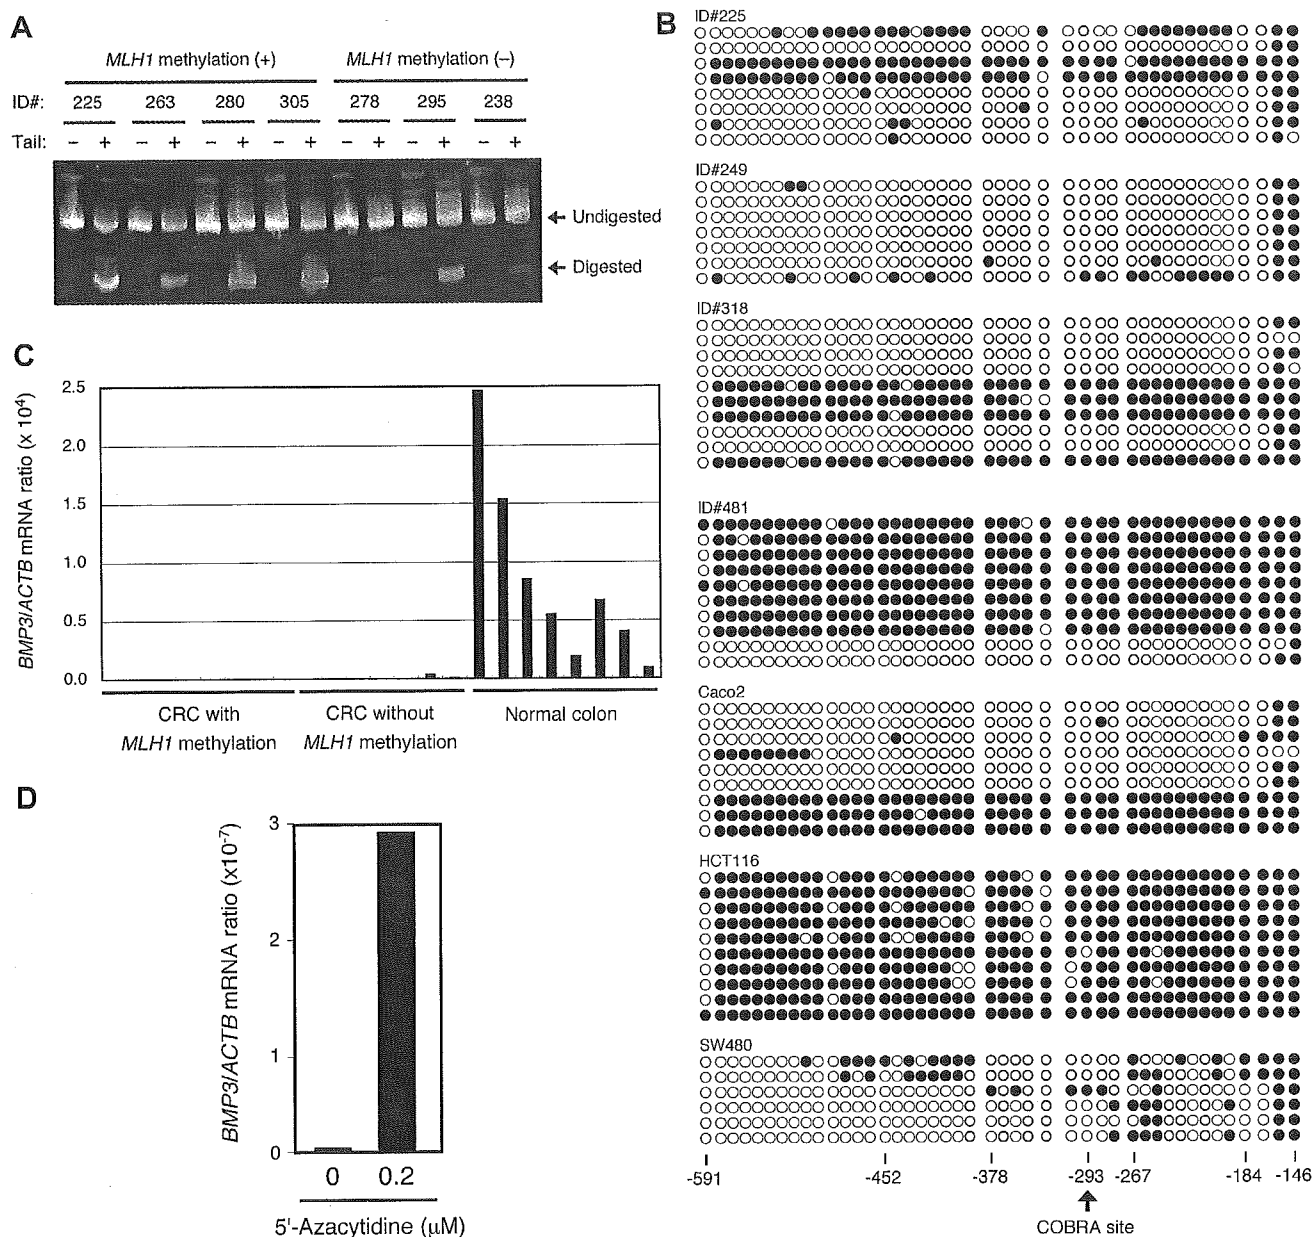 A
MLH1 methylation (+)
MLH1 methylation (–)
ID#: 225 263 280 305 278 295 238
Tail: – + – + – + – + – + – + – +
Undigested
Digested
B
ID#225
ID#249
ID#318
ID#481
Caco2
HCT116
SW480
-591 -452 -378 -293 -267 -184 -146
COBRA site
C
BMP3/ACTB mRNA ratio (x 10⁴)
2.5
2.0
1.5
1.0
0.5
0.0
CRC with
MLH1 methylation
CRC without
MLH1 methylation
Normal colon
D
BMP3/ACTB mRNA ratio (x10⁻⁷)
3
2
1
0
0 0.2
5'-Azacytidine (µM)